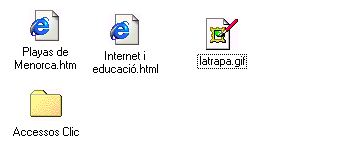 Playas de
Menorca.htm
Internet i
educació.html
latrapa.gif
Accessos Clic